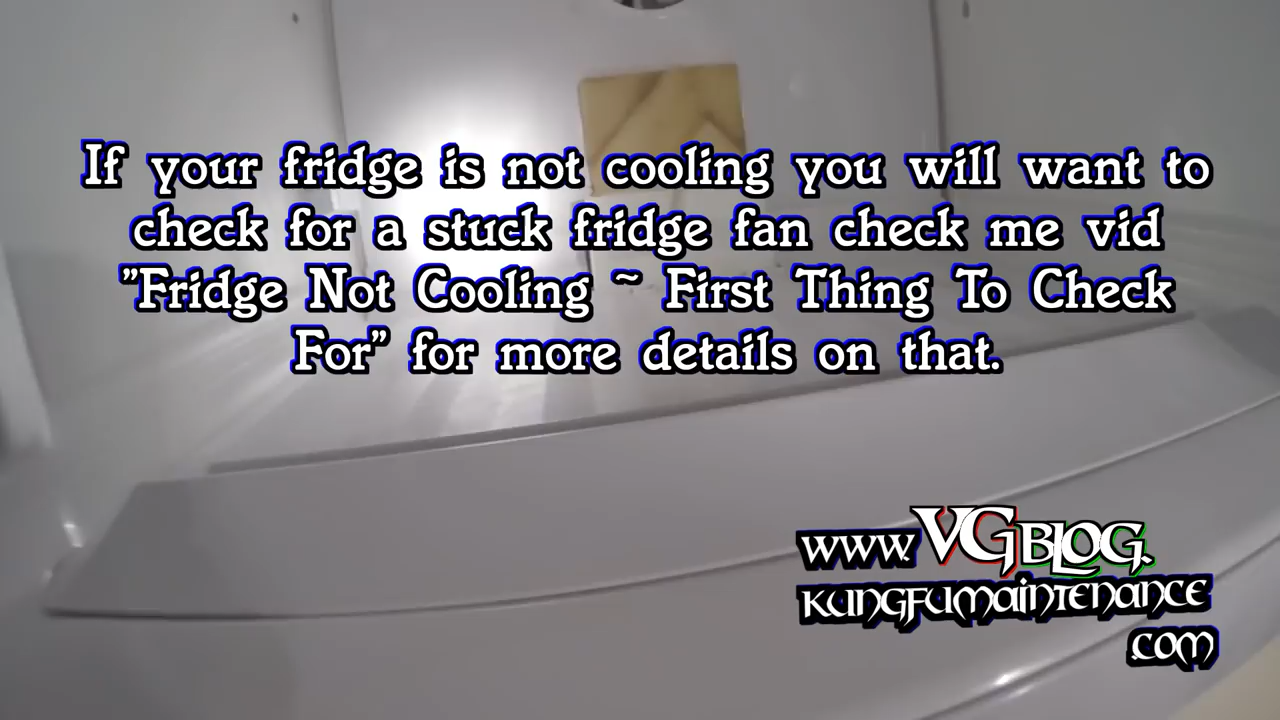 If your fridge is not cooling you will want to
check for a stuck fridge fan check me vid
"Fridge Not Cooling ~ First Thing To Check
For" for more details on that.
www.VGBLOG.
KUNGFUMAINTENANCE
.COM